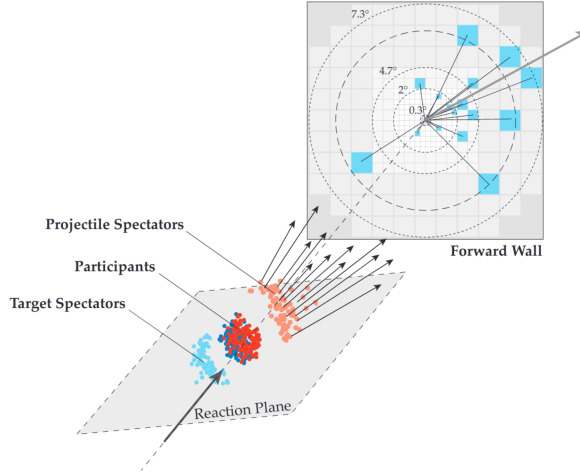 7.3°
4.7°
2°
0.3°
Forward Wall
Projectile Spectators
Participants
Target Spectators
Reaction Plane